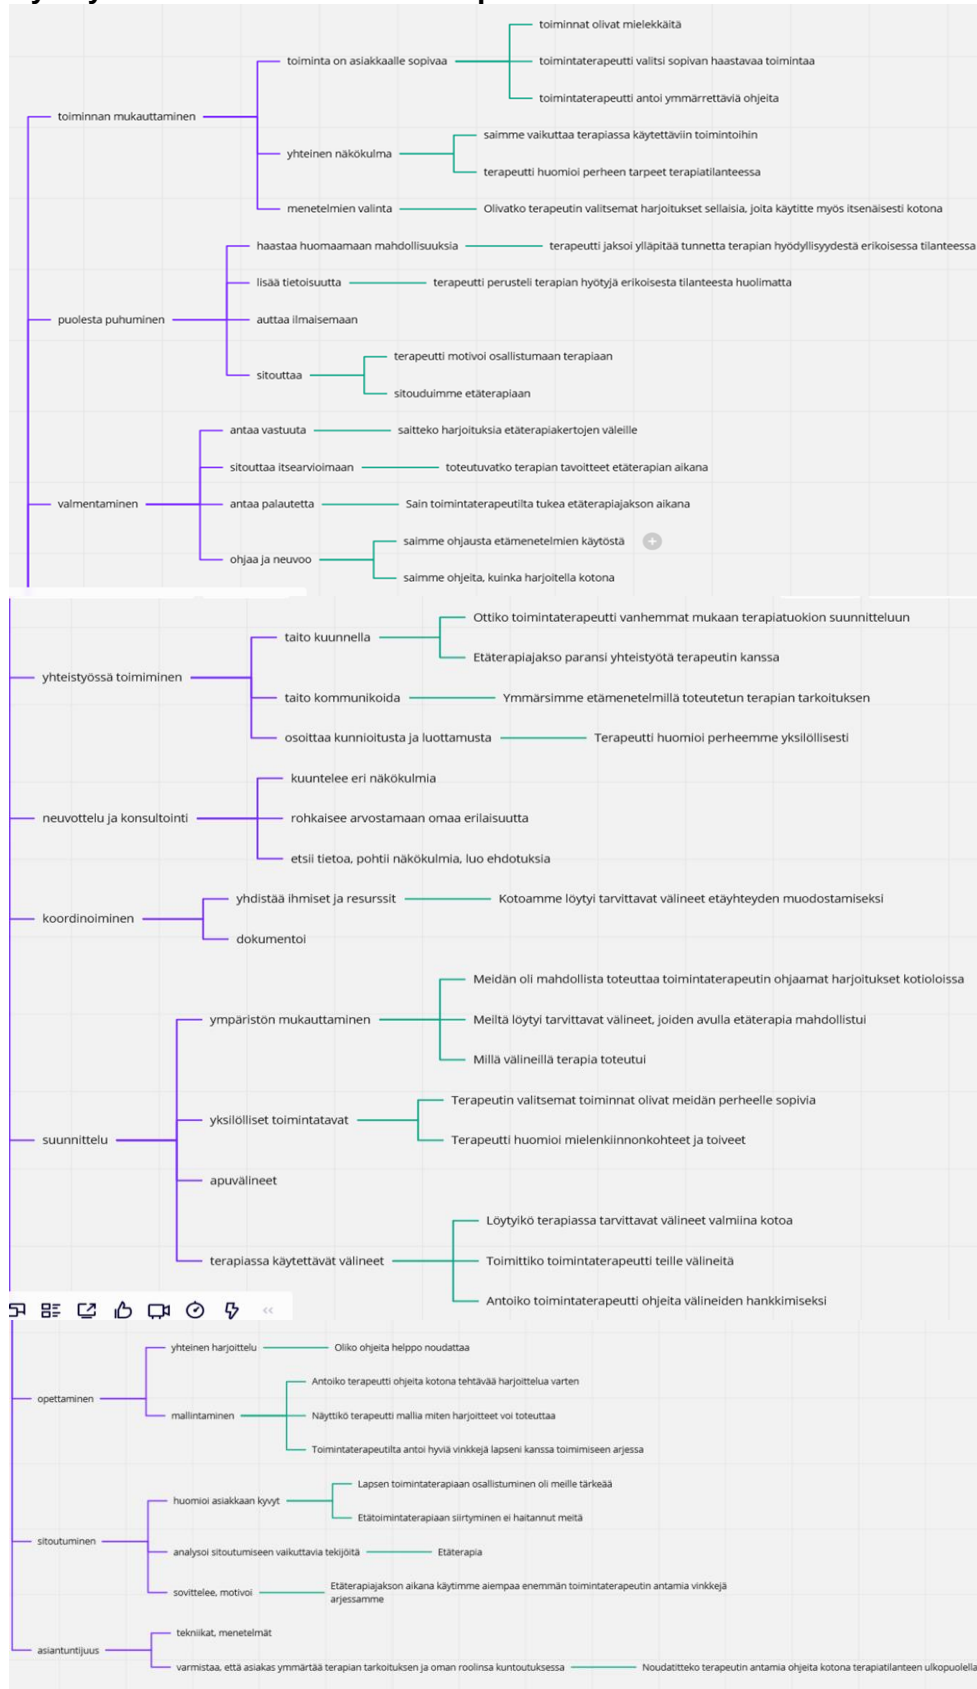 toiminnan mukauttaminen
toiminta on asiakkaalle sopivaa
toiminnat olivat mielekkäitä
toimintaterapeutti valitsi sopivan haastavaa toimintaa
toimintaterapeutti antoi ymmärrettäviä ohjeita
yhteinen näkökulma
saimme vaikuttaa terapiassa käytettäviin toimintoihin
terapeutti huomioi perheen tarpeet terapiatilanteessa
menetelmien valinta
Olivatko terapeutin valitsemat harjoitukset sellaisia, joita käytitte myös itsenäisesti kotona
puolesta puhuminen
haastaa huomaamaan mahdollisuuksia
terapeutti jaksoi ylläpitää tunnetta terapian hyödyllisyydestä erikoisessa tilanteessa
lisää tietoisuutta
terapeutti perusteli terapian hyötyjä erikoisesta tilanteesta huolimatta
auttaa ilmaisemaan
sitouttaa
terapeutti motivoi osallistumaan terapiaan
sitouduimme etäterapiaan
valmentaminen
antaa vastuuta
saitteko harjoituksia etäterapiakertojen väleille
sitouttaa itsearvioimaan
toteutuvatko terapian tavoitteet etäterapian aikana
antaa palautetta
Sain toimintaterapeutilta tukea etäterapiajakson aikana
ohjaa ja neuvoo
saimme ohjausta etämenetelmien käytöstä
saimme ohjeita, kuinka harjoitella kotona
yhteistyössä toimiminen
taito kuunnella
Ottiko toimintaterapeutti vanhemmat mukaan terapiatuokion suunnitteluun
Etäterapiajakso paransi yhteistyötä terapeutin kanssa
taito kommunikoida
Ymmärsimme etämenetelmillä toteutetun terapian tarkoituksen
osoittaa kunnioitusta ja luottamusta
Terapeutti huomioi perheemme yksilöllisesti
neuvottelu ja konsultointi
kuuntelee eri näkökulmia
rohkaisee arvostamaan omaa erilaisuutta
etsii tietoa, pohtii näkökulmia, luo ehdotuksia
koordinoiminen
yhdistää ihmiset ja resurssit
Kotoamme löytyi tarvittavat välineet etäyhteyden muodostamiseksi
dokumentoi
suunnittelu
ympäristön mukauttaminen
Meidän oli mahdollista toteuttaa toimintaterapeutin ohjaamat harjoitukset kotioloissa
Meiltä löytyi tarvittavat välineet, joiden avulla etäterapia mahdollistui
Millä välineillä terapia toteutui
yksilölliset toimintatavat
Terapeutin valitsemat toiminnat olivat meidän perheelle sopivia
Terapeutti huomioi mielenkiinnonkohteet ja toiveet
apuvälineet
terapiassa käytettävät välineet
Löytyikö terapiassa tarvittavat välineet valmiina kotoa
Toimittiko toimintaterapeutti teille välineitä
Antoiko toimintaterapeutti ohjeita välineiden hankkimiseksi
opettaminen
yhteinen harjoittelu
Oliko ohjeita helppo noudattaa
mallintaminen
Antoiko terapeutti ohjeita kotona tehtävää harjoittelua varten
Näyttikö terapeutti mallia miten harjoitteet voi toteuttaa
Toimintaterapeutilta antoi hyviä vinkkejä lapseni kanssa toimimiseen arjessa
sitoutuminen
huomioi asiakkaan kyvyt
Lapsen toimintaterapiaan osallistuminen oli meille tärkeää
Etätoimintaterapiaan siirtyminen ei haitannut meitä
analysoi sitoutumiseen vaikuttavia tekijöitä
Etäterapia
sovittelee, motivoi
Etäterapiajakson aikana käytimme aiempaa enemmän toimintaterapeutin antamia vinkkejä
arjessamme
asiantuntijuus
tekniikat, menetelmät
varmistaa, että asiakas ymmärtää terapian tarkoituksen ja oman roolinsa kuntoutuksessa
Noudatitteko terapeutin antamia ohjeita kotona terapiatilanteen ulkopuolella